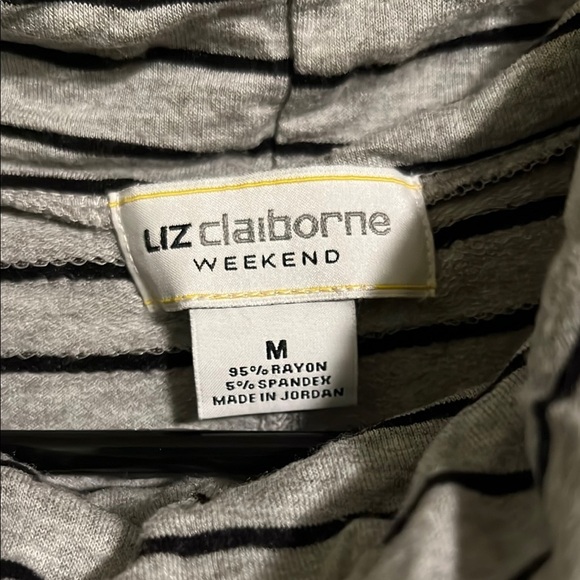 LIZ claiborne
WEEKEND
M
95% RAYON
5% SPANDEX
MADE IN JORDAN